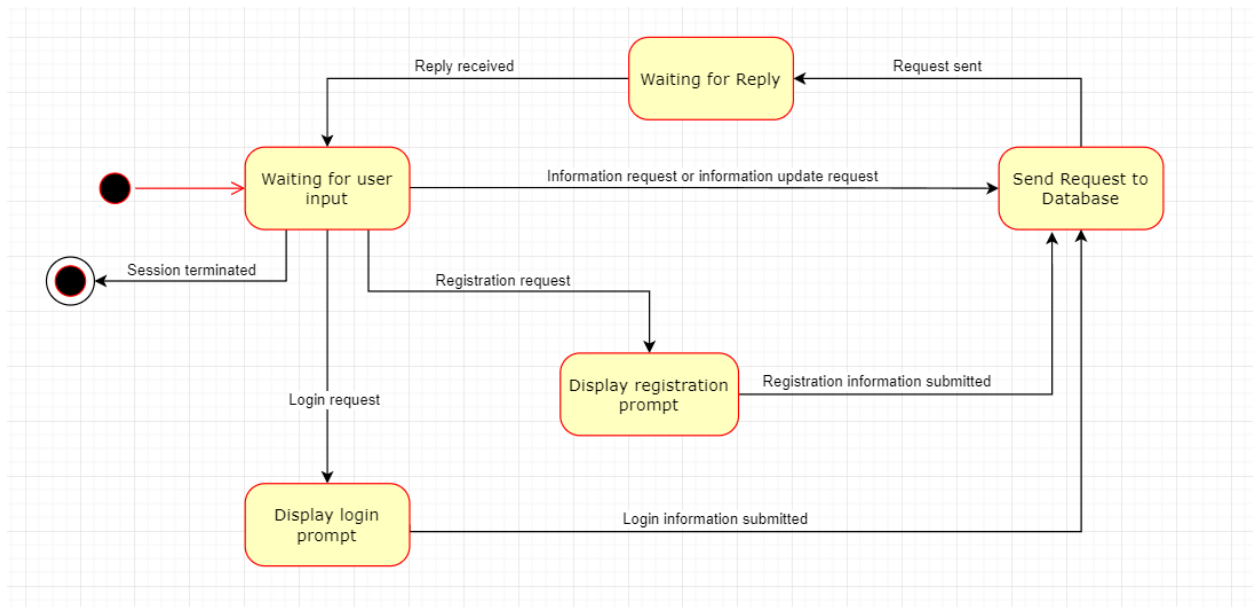 Reply received
Waiting for Reply
Request sent
Waiting for user
input
Information request or information update request
Send Request to
Database
Session terminated
Registration request
Display registration
prompt
Registration information submitted
Login request
Display login
prompt
Login information submitted